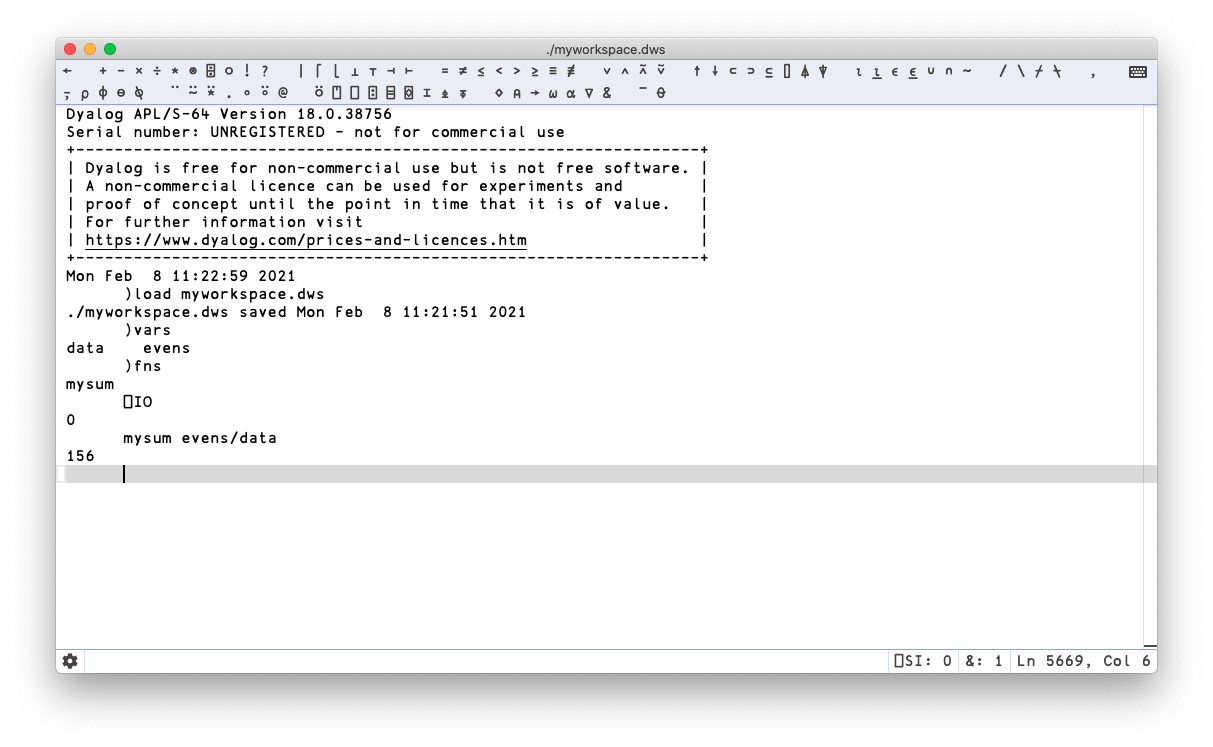 ./myworkspace.dws
← + - × ÷ * ⍟ ⌹ ○ ! ? | ⌈ ⌊ ⊥ ⊤ ⊣ ⊢ = ≠ ≤ < > ≥ ≡ ≢ ∨ ∧ ⍲ ⍱ ↑ ↓ ⊂ ⊃ ⊆ ⌷ ⍋ ⍒ ⍳ ⍸ ∊ ⍷ ∪ ∩ ~ / \ ⌿ ⍀ ,
⍪ ⍴ ⌽ ⊖ ⍉ ¨ ⍨ ⍣ . ∘ ⍤ @ ⍥ ⍞ ⎕ ⍠ ⌸ ⌺ ⌶ ⍎ ⍕ ⋄ ⍝ → ⍵ ⍺ ∇ & ¯ ⍬
Dyalog APL/S-64 Version 18.0.38756
Serial number: UNREGISTERED - not for commercial use
+----------------------------------------------------------------+
| Dyalog is free for non-commercial use but is not free software. |
| A non-commercial licence can be used for experiments and |
| proof of concept until the point in time that it is of value. |
| For further information visit |
| https://www.dyalog.com/prices-and-licences.htm |
+----------------------------------------------------------------+
Mon Feb  8 11:22:59 2021
      )load myworkspace.dws
./myworkspace.dws saved Mon Feb  8 11:21:51 2021
      )vars
data    evens
      )fns
mysum
      ⎕IO
0
      mysum evens/data
156
⎕SI: 0 &: 1 Ln 5669, Col 6